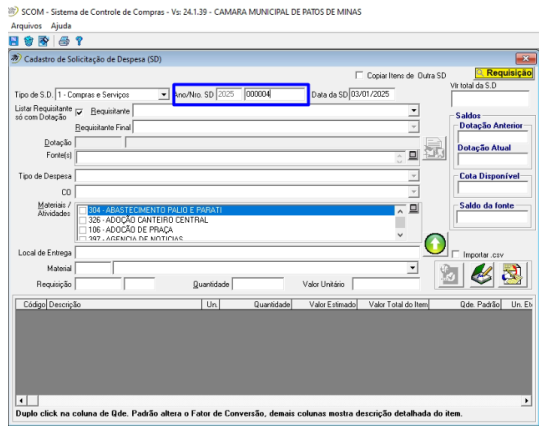 SCOM - Sistema de Controle de Compras - Vs: 24.1.39 - CAMARA MUNICIPAL DE PATOS DE MINAS
Arquivos Ajuda
Cadastro de Solicitação de Despesa (SD)
Copiar Itens de Outra SD
Requisição
Tipo de S.D. 1 - Compras e Serviços Ano/Nro. SD 2025 000004 Data da SD 03/01/2025
Vlr total da S.D
Listar Requisitante só com Dotação Requisitante
Requisitante Final
Saldos
Dotação Anterior
Dotação
Dotação Atual
Fonte(s)
Tipo de Despesa
Cota Disponível
CO
Materiais / Atividades
Saldo da fonte
304 - ABASTECIMENTO PALIO E PARATI
326 - ADOÇÃO CANTEIRO CENTRAL
106 - ADOÇÃO DE PRAÇA
397 - AGENCIA DE NOTICIAS
Local de Entrega
Importar .csv
Material
Requisição Quantidade Valor Unitário
Código Descrição Un. Quantidade Valor Estimado Valor Total do Item Qde. Padrão Un.
Duplo click na coluna de Qde. Padrão altera o Fator de Conversão, demais colunas mostra descrição detalhada do item.